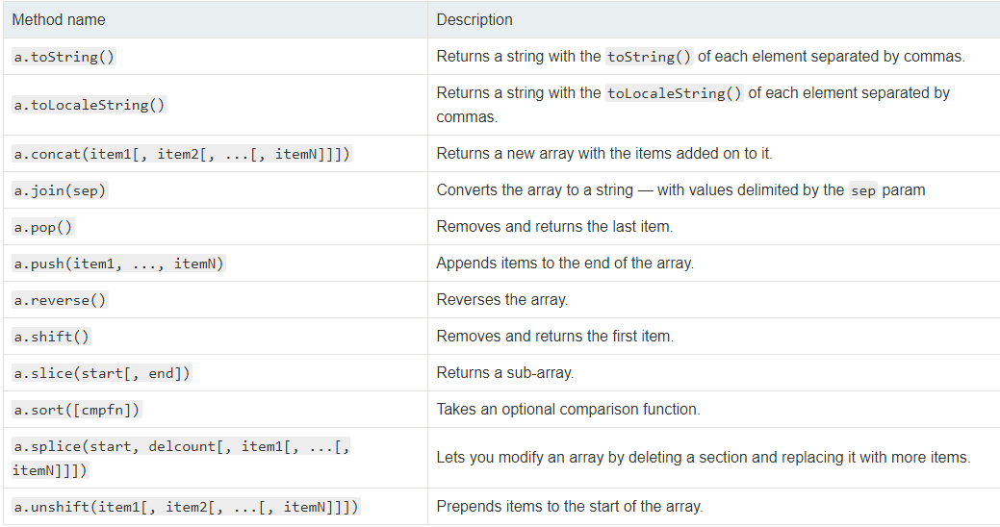 Method name Description
a.toString() Returns a string with the toString() of each element separated by commas.
a.toLocaleString() Returns a string with the toLocaleString() of each element separated by
commas.
a.concat(item1[, item2[, ...[, itemN]]]) Returns a new array with the items added on to it.
a.join(sep) Converts the array to a string — with values delimited by the sep param
a.pop() Removes and returns the last item.
a.push(item1, ..., itemN) Appends items to the end of the array.
a.reverse() Reverses the array.
a.shift() Removes and returns the first item.
a.slice(start[, end]) Returns a sub-array.
a.sort([cmpfn]) Takes an optional comparison function.
a.splice(start, delcount[, item1[, ...[,
itemN]]]) Lets you modify an array by deleting a section and replacing it with more items.
a.unshift(item1[, item2[, ...[, itemN]]]) Prepends items to the start of the array.